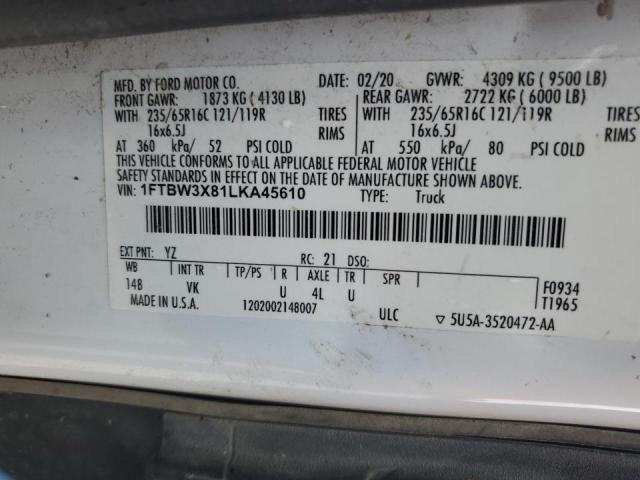 MFD. BY FORD MOTOR CO. DATE: 02/20 GVWR: 4309 KG ( 9500 LB)
FRONT GAWR: 1873 KG ( 4130 LB) REAR GAWR: 2722 KG ( 6000 LB)
WITH 235/65R16C 121/119R TIRES WITH 235/65R16C 121/119R TIRES
16x6.5J RIMS 16x6.5J RIMS
AT 360 kPa/ 52 PSI COLD AT 550 kPa/ 80 PSI COLD
THIS VEHICLE CONFORMS TO ALL APPLICABLE FEDERAL MOTOR VEHICLE
SAFETY STANDARDS IN EFFECT ON THE DATE OF MANUFACTURE SHOWN ABOVE.
VIN: 1FTBW3X81LKA45610 TYPE: Truck
EXT PNT: YZ RC: 21 DSO:
WB INT TR TP/PS R AXLE TR SPR F0934
14B VK U 4L U T1965
MADE IN U.S.A. 1202002148007 ULC ▽ 5U5A-3520472-AA